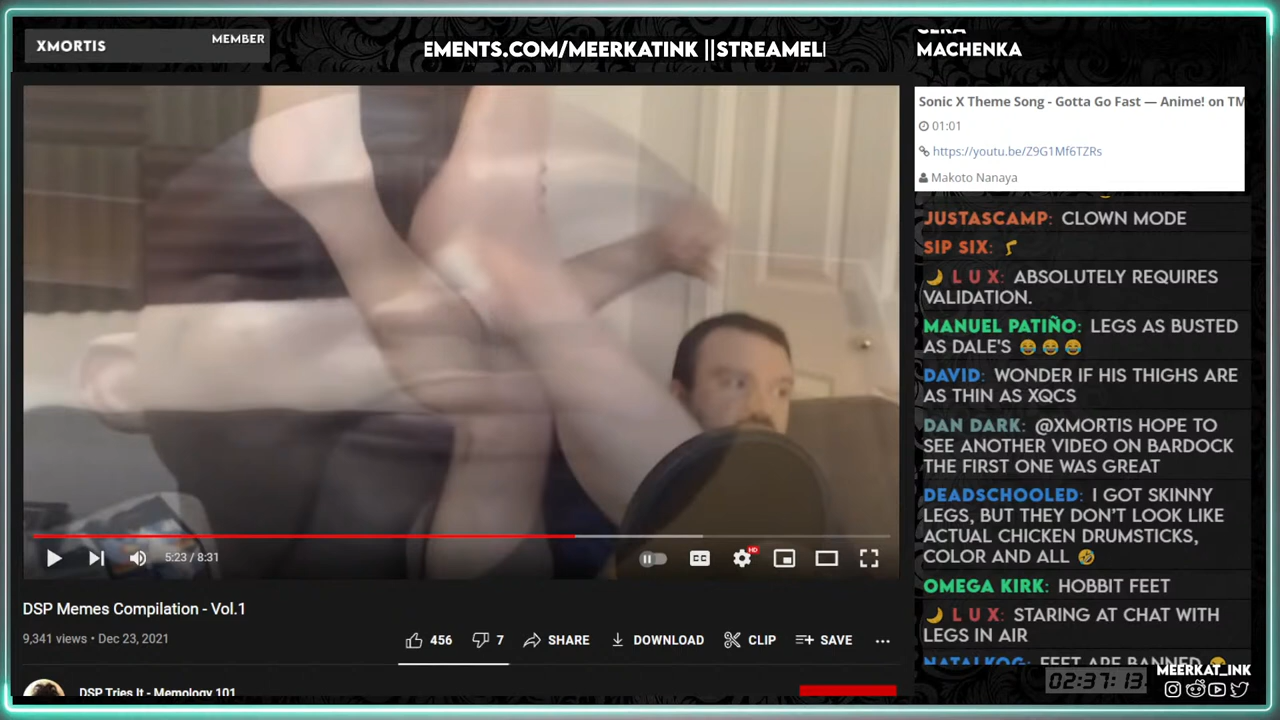 XMORTIS
MEMBER
EMENTS.COM/MEERKATINK ||STREAMEL
MACHENKA
Sonic X Theme Song - Gotta Go Fast — Anime! on TM
01:01
https://youtu.be/Z9G1Mf6TZRs
Makoto Nanaya
JUSTASCAMP: CLOWN MODE
SIP SIX:
🌙 L U X: ABSOLUTELY REQUIRES
VALIDATION.
MANUEL PATIÑO: LEGS AS BUSTED
AS DALE'S 😂 😂 😂
DAVID: WONDER IF HIS THIGHS ARE
AS THIN AS XQCS
DAN DARK: @XMORTIS HOPE TO
SEE ANOTHER VIDEO ON BARDOCK
THE FIRST ONE WAS GREAT
DEADSCHOOLED: I GOT SKINNY
LEGS, BUT THEY DON'T LOOK LIKE
ACTUAL CHICKEN DRUMSTICKS,
COLOR AND ALL 🤣
OMEGA KIRK: HOBBIT FEET
🌙 L U X: STARING AT CHAT WITH
LEGS IN AIR
NATALKOG: FEET ARE BANNED
5:23 / 8:31
CC
HD
DSP Memes Compilation - Vol.1
9,341 views • Dec 23, 2021
456
7
SHARE
DOWNLOAD
CLIP
SAVE
DSP Tries It - Memology 101
02:37:13
MEERKAT_INK